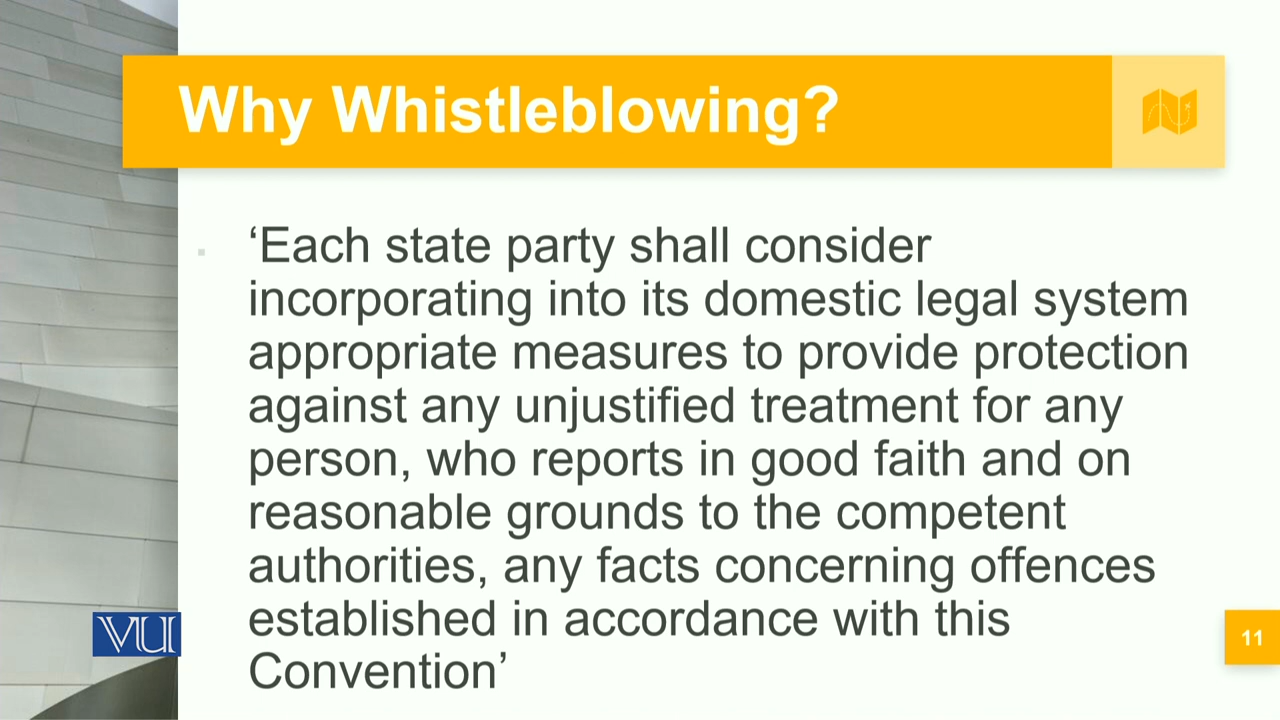 Why Whistleblowing?
‘Each state party shall consider
incorporating into its domestic legal system
appropriate measures to provide protection
against any unjustified treatment for any
person, who reports in good faith and on
reasonable grounds to the competent
authorities, any facts concerning offences
established in accordance with this
Convention’
VU
11